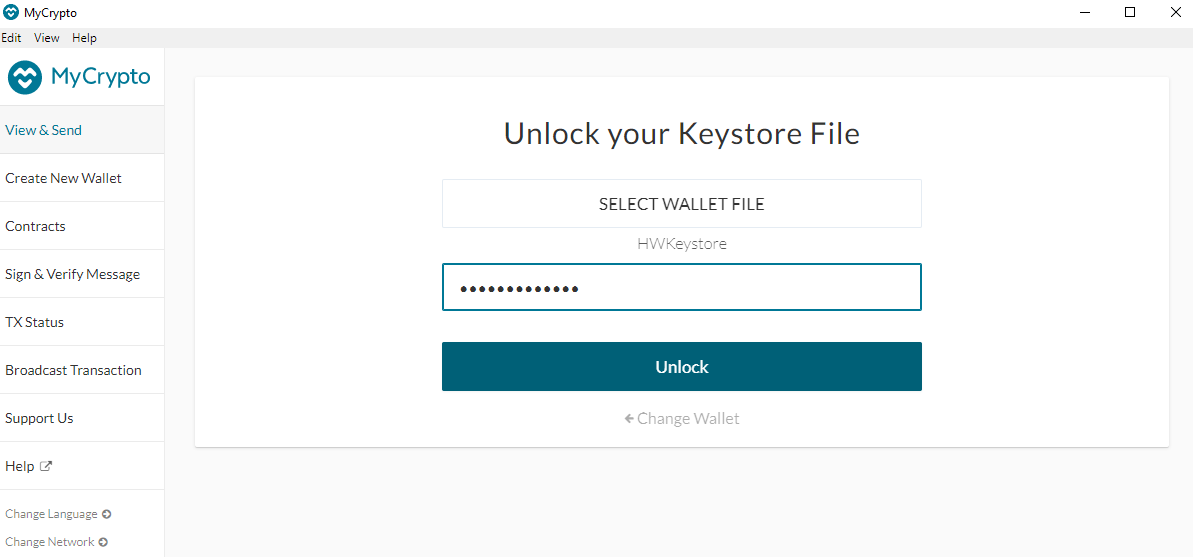 MyCrypto
Edit View Help
MyCrypto
View & Send
Create New Wallet
Contracts
Sign & Verify Message
TX Status
Broadcast Transaction
Support Us
Help
Change Language
Change Network
Unlock your Keystore File
SELECT WALLET FILE
HWKeystore
•••••••••••••
Unlock
Change Wallet